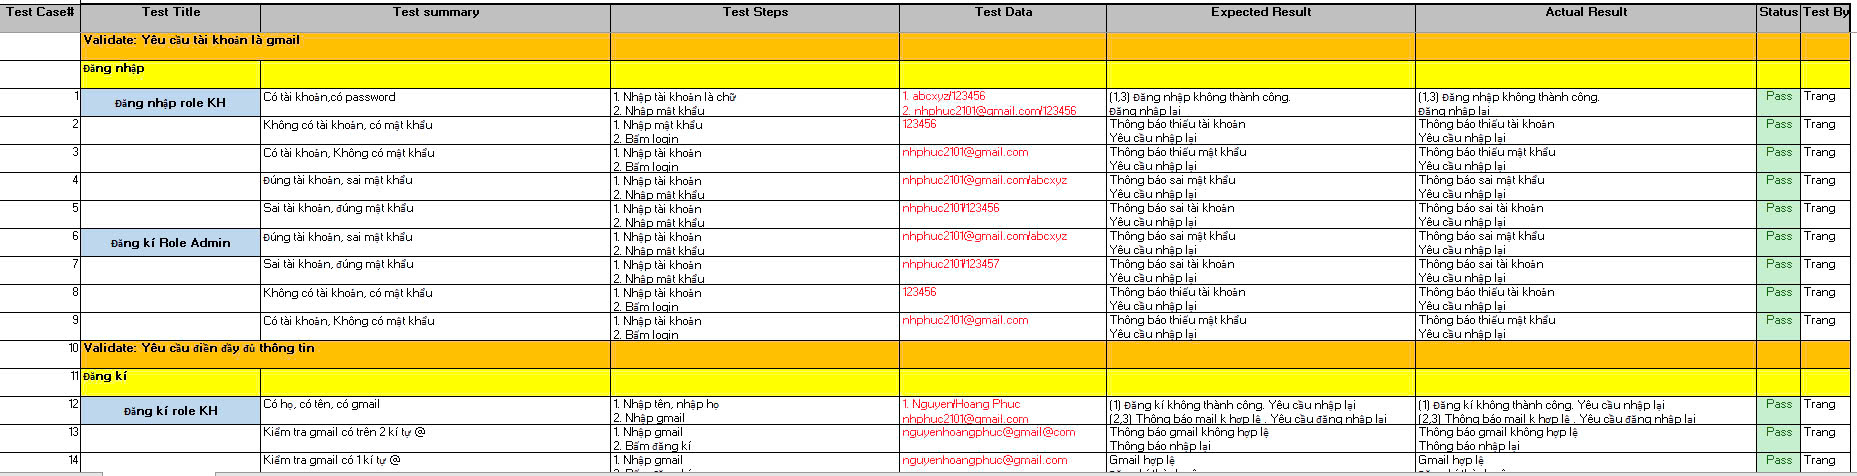 Test Case# Test Title Test summary Test Steps Test Data Expected Result Actual Result Status Test By
Validate: Yêu cầu tài khoản là gmail
Đăng nhập
1 Đăng nhập role KH Có tài khoản,có password 1. Nhập tài khoản là chữ 1. abcxyz/123456 (1,3) Đăng nhập không thành công. (1,3) Đăng nhập không thành công. Pass Trang
2. Nhập mật khẩu 2. nhphuc2101@gmail.com/123456 Đăng nhập lại Đăng nhập lại
2 Không có tài khoản, có mật khẩu 1. Nhập mật khẩu 123456 Thông báo thiếu tài khoản Thông báo thiếu tài khoản Pass Trang
2. Bấm login Yêu cầu nhập lại Yêu cầu nhập lại
3 Có tài khoản, Không có mật khẩu 1. Nhập tài khoản nhphuc2101@gmail.com Thông báo thiếu mật khẩu Thông báo thiếu mật khẩu Pass Trang
2. Bấm login Yêu cầu nhập lại Yêu cầu nhập lại
4 Đúng tài khoản, sai mật khẩu 1. Nhập tài khoản nhphuc2101@gmail.com/abcxyz Thông báo sai mật khẩu Thông báo sai mật khẩu Pass Trang
2. Nhập mật khẩu Yêu cầu nhập lại Yêu cầu nhập lại
5 Sai tài khoản, đúng mật khẩu 1. Nhập tài khoản nhphuc2101/123456 Thông báo sai tài khoản Thông báo sai tài khoản Pass Trang
2. Nhập mật khẩu Yêu cầu nhập lại Yêu cầu nhập lại
6 Đăng kí Role Admin Đúng tài khoản, sai mật khẩu 1. Nhập tài khoản nhphuc2101@gmail.com/abcxyz Thông báo sai mật khẩu Thông báo sai mật khẩu Pass Trang
2. Nhập mật khẩu Yêu cầu nhập lại Yêu cầu nhập lại
7 Sai tài khoản, đúng mật khẩu 1. Nhập tài khoản nhphuc2101/123457 Thông báo sai tài khoản Thông báo sai tài khoản Pass Trang
2. Nhập mật khẩu Yêu cầu nhập lại Yêu cầu nhập lại
8 Không có tài khoản, có mật khẩu 1. Nhập tài khoản 123456 Thông báo thiếu tài khoản Thông báo thiếu tài khoản Pass Trang
2. Bấm login Yêu cầu nhập lại Yêu cầu nhập lại
9 Có tài khoản, Không có mật khẩu 1. Nhập tài khoản nhphuc2101@gmail.com Thông báo thiếu mật khẩu Thông báo thiếu mật khẩu Pass Trang
2. Bấm login Yêu cầu nhập lại Yêu cầu nhập lại
10 Validate: Yêu cầu điền đầy đủ thông tin
11 Đăng kí
12 Đăng kí role KH Có họ, có tên, có gmail 1. Nhập tên, nhập họ 1. Nguyen/Hoang Phuc (1) Đăng kí không thành công. Yêu cầu nhập lại (1) Đăng kí không thành công. Yêu cầu nhập lại Pass Trang
2. Nhập gmail nhphuc2101@gmail.com (2,3) Thông báo mail k hợp lệ . Yêu cầu đăng nhập lại (2,3) Thông báo mail k hợp lệ . Yêu cầu đăng nhập lại
13 Kiểm tra gmail có trên 2 kí tự @ 1. Nhập gmail nguyenhoangphuc@gmail@com Thông báo gmail không hợp lệ Thông báo gmail không hợp lệ Pass Trang
2. Bấm đăng kí Thông báo nhập lại Thông báo nhập lại
14 Kiểm tra gmail có 1 kí tự @ 1. Nhập gmail nguyenhoangphuc@gmail.com Gmail hợp lệ Gmail hợp lệ Pass Trang